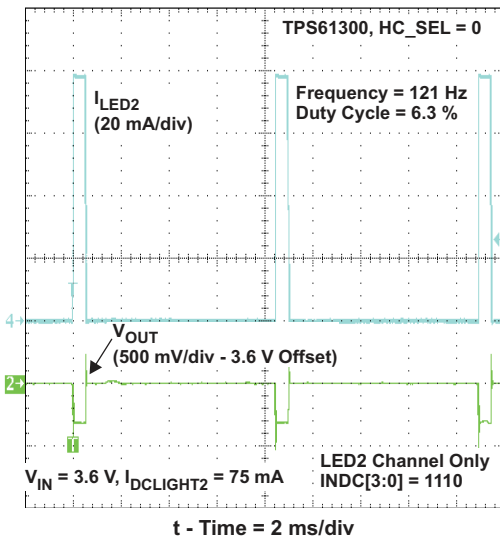 TPS61300, HC_SEL = 0
I_LED2
(20 mA/div)
Frequency = 121 Hz
Duty Cycle = 6.3 %
T
4
V_OUT
(500 mV/div - 3.6 V Offset)
2
T
V_IN = 3.6 V, I_DCLIGHT2 = 75 mA
LED2 Channel Only
INDC[3:0] = 1110
t - Time = 2 ms/div